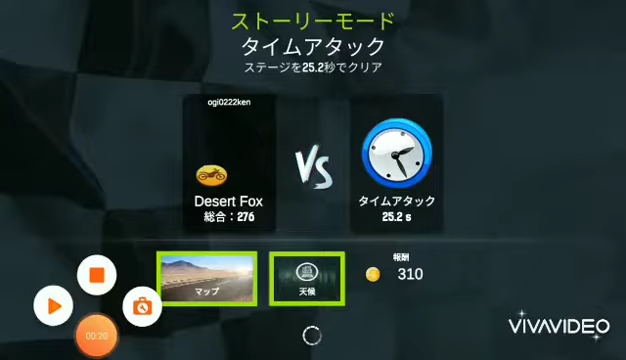 ストーリーモード
タイムアタック
ステージを25.2秒でクリア
ogi0222ken
VS
Desert Fox
総合：276
タイムアタック
25.2 s
マップ
天候
報酬
310
00:20
VIVAVIDEO